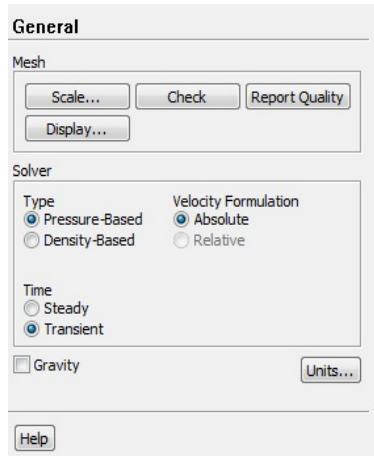 General
Mesh
Scale... Check Report Quality
Display...
Solver
Type Velocity Formulation
Pressure-Based Absolute
Density-Based Relative
Time
Steady
Transient
Gravity Units...
Help